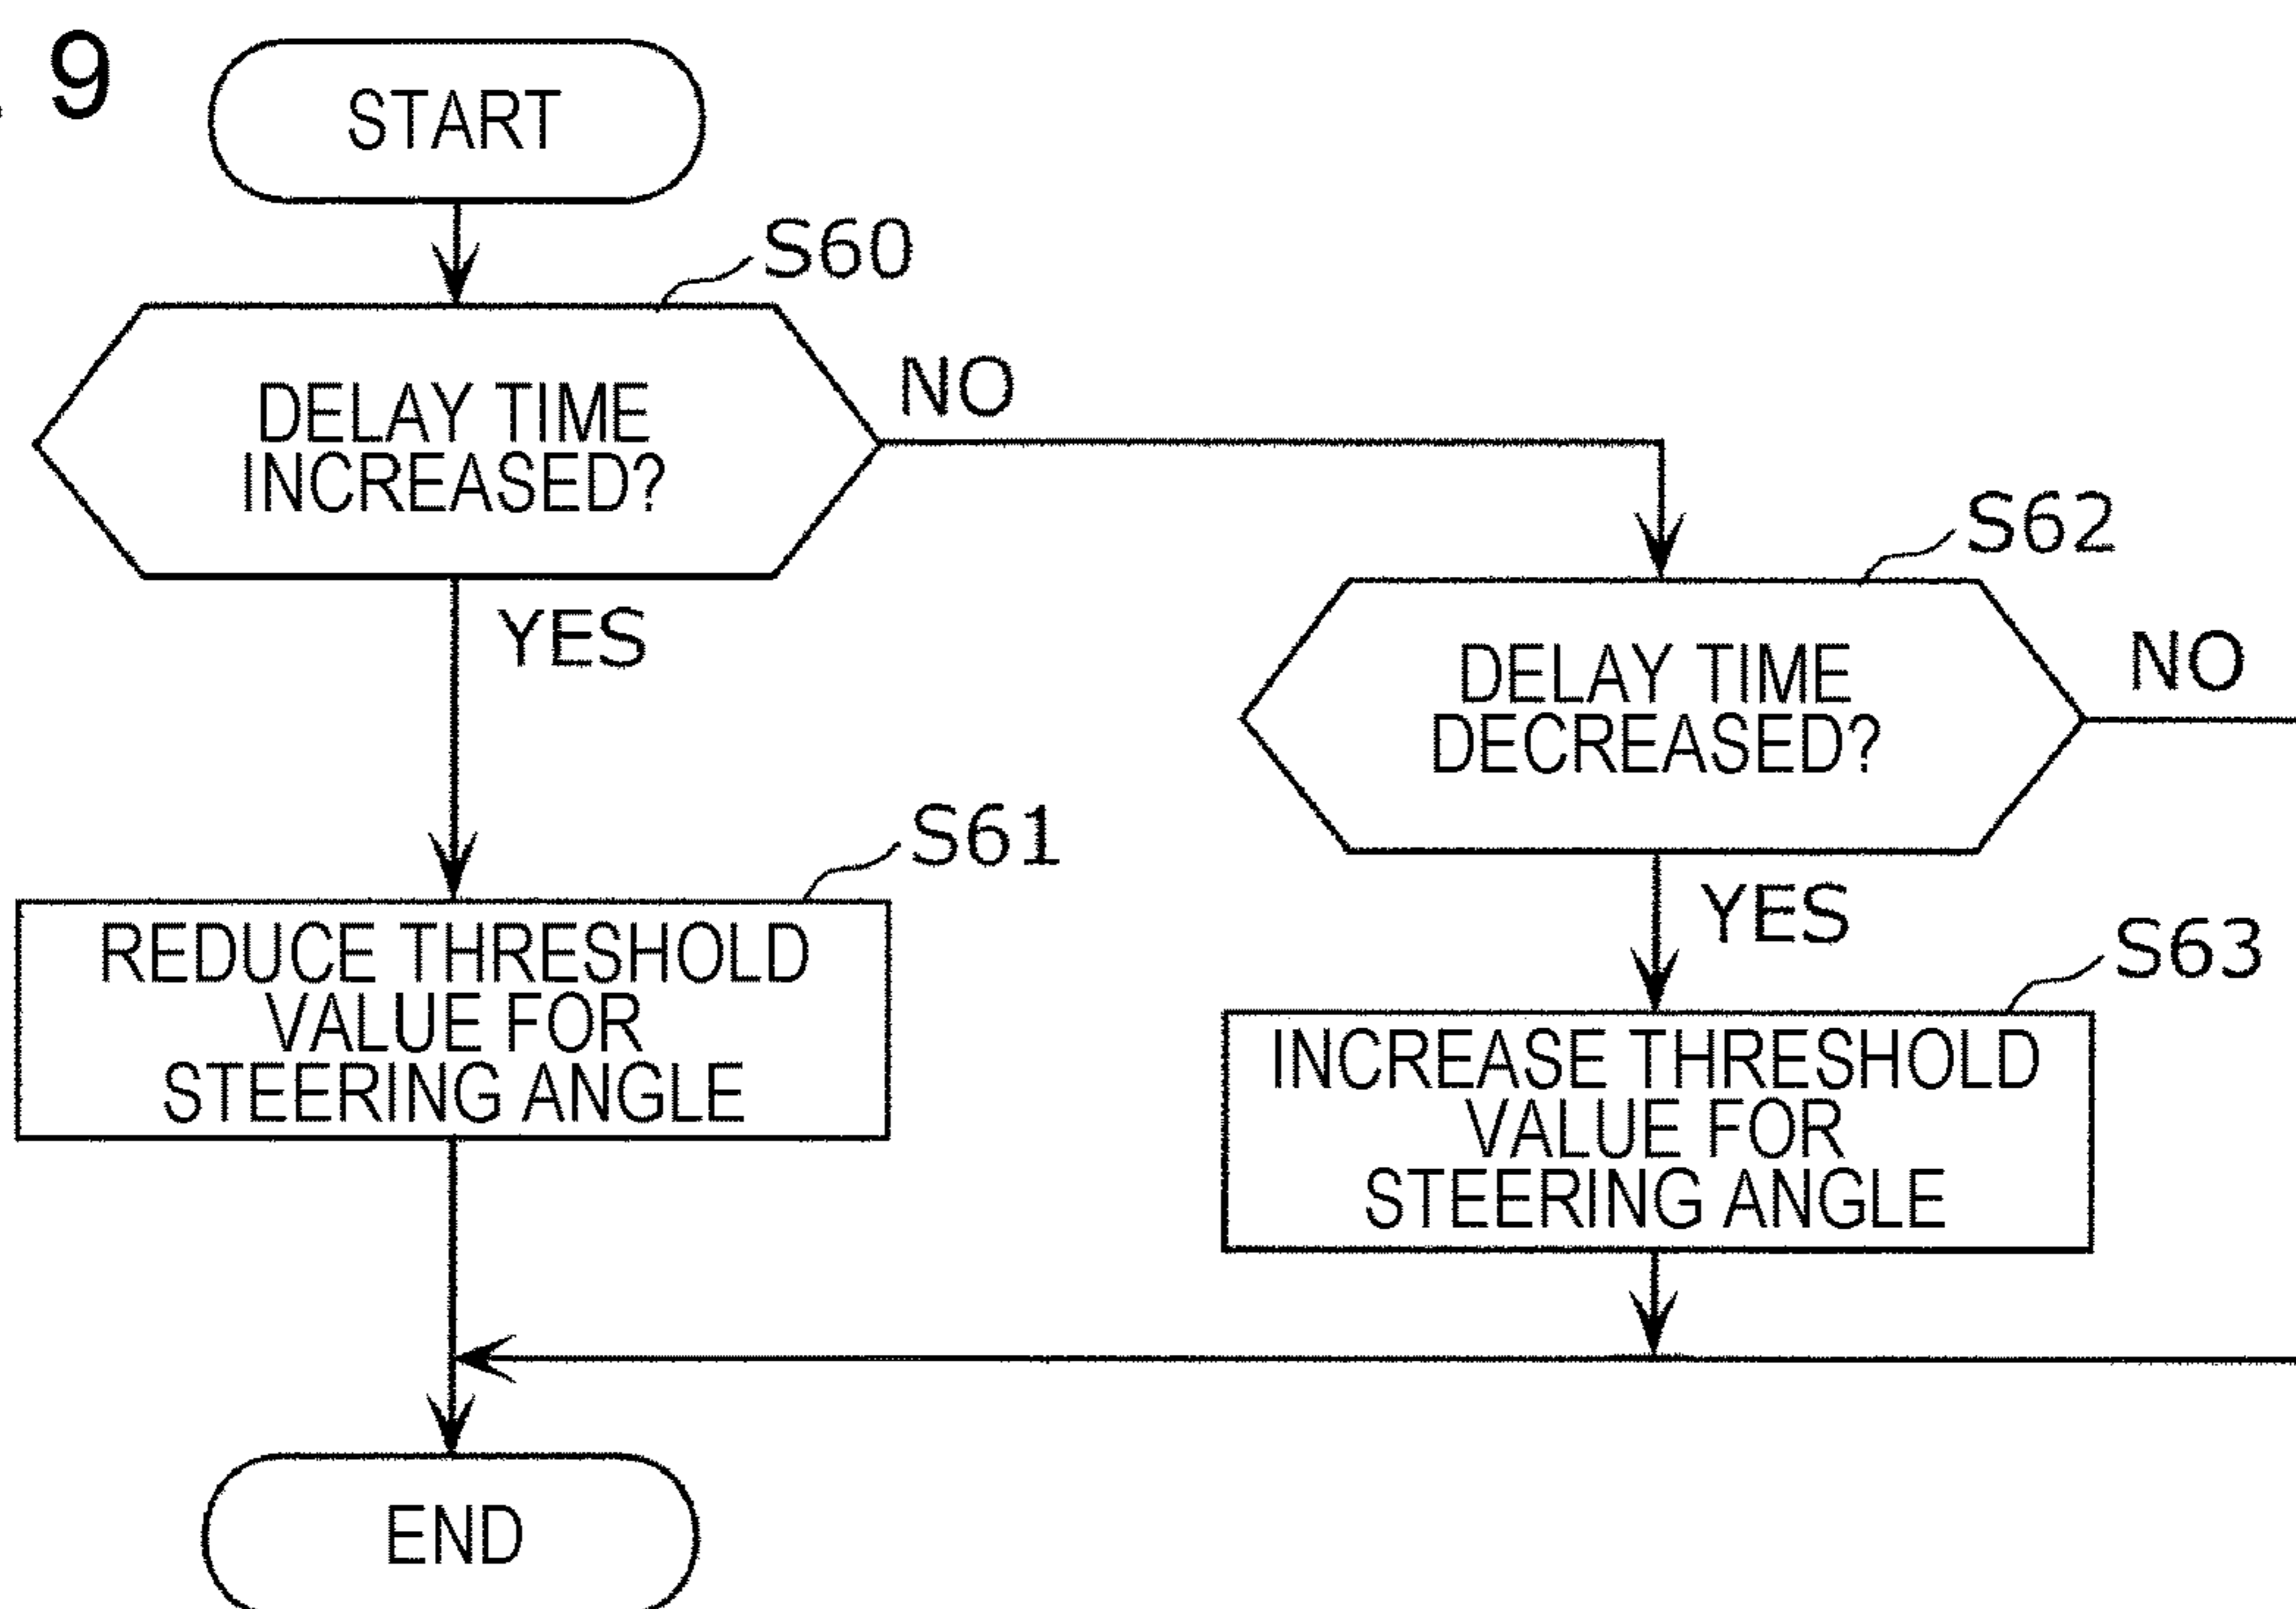 9
START
S60
DELAY TIME
INCREASED?
NO
YES
S62
DELAY TIME
DECREASED?
NO
YES
S61
REDUCE THRESHOLD
VALUE FOR
STEERING ANGLE
S63
INCREASE THRESHOLD
VALUE FOR
STEERING ANGLE
END